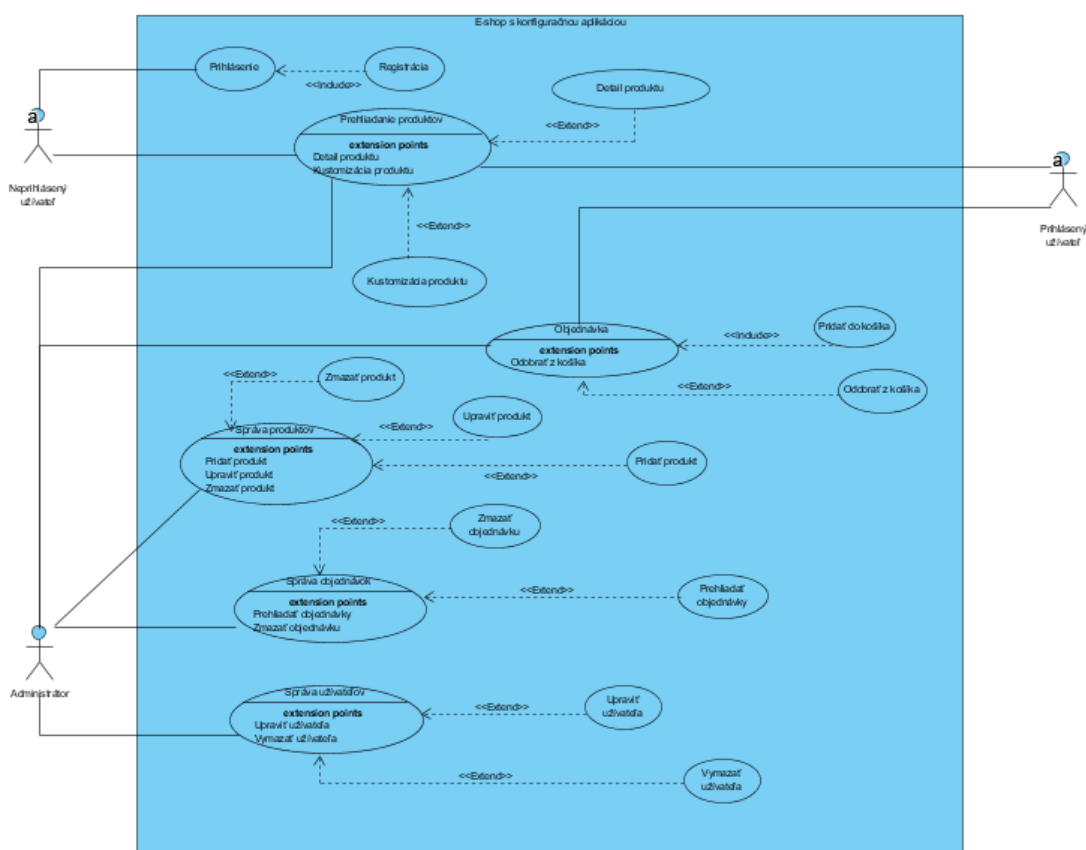 E-shop s konfiguračnou aplikáciou
Prihlásenie
Registrácia
<<Include>>
Detail produktu
<<Extend>>
Prehliadanie produktov
extension points
Detail produktu
Kustomizácia produktu
a
Neprihlásený
užívateľ
a
Prihlásený
užívateľ
<<Extend>>
Kustomizácia produktu
Objednávka
extension points
Odobrať z košíka
<<Include>>
Pridať do košíka
<<Extend>>
Odobrať z košíka
<<Extend>>
Zmazať produkt
<<Extend>>
Upraviť produkt
Správa produktov
extension points
Pridať produkt
Upraviť produkt
Zmazať produkt
<<Extend>>
Pridať produkt
<<Extend>>
Zmazať
objednávku
Správa objednávok
extension points
Prehliadať objednávky
Zmazať objednávku
<<Extend>>
Prehliadať
objednávky
Administrátor
Správa užívateľov
extension points
Upraviť užívateľa
Vymazať užívateľa
<<Extend>>
Upraviť
užívateľa
<<Extend>>
Vymazať
užívateľa